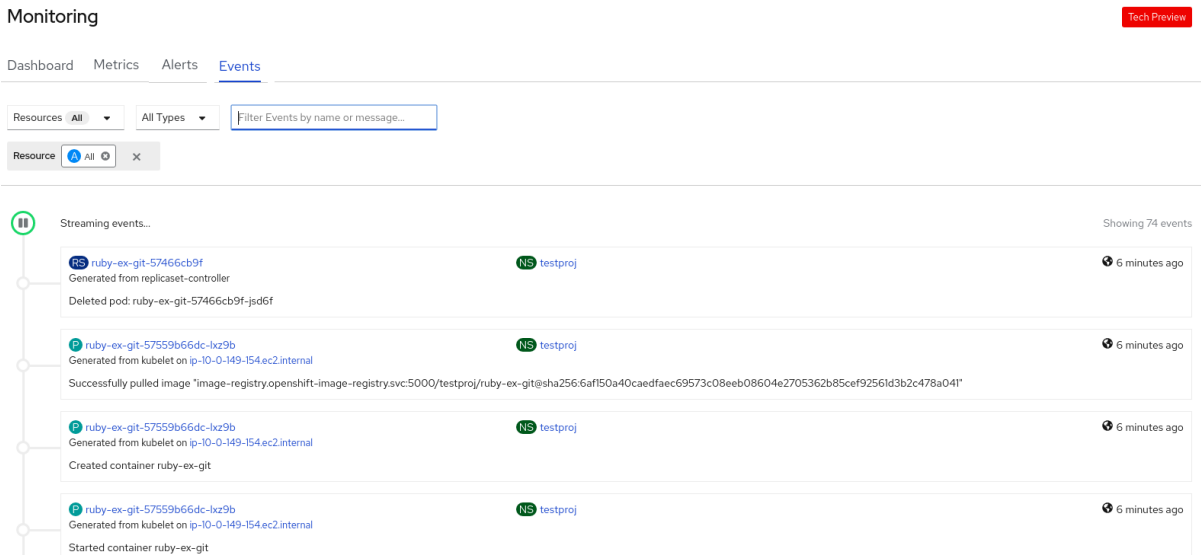 Monitoring
Tech Preview
Dashboard Metrics Alerts Events
Resources All All Types Filter Events by name or message...
Resource A All
Streaming events... Showing 74 events
RS ruby-ex-git-57466cb9f NS testproj 6 minutes ago
Generated from replicaset-controller
Deleted pod: ruby-ex-git-57466cb9f-jsd6f
P ruby-ex-git-57559b66dc-lxz9b NS testproj 6 minutes ago
Generated from kubelet on ip-10-0-149-154.ec2.internal
Successfully pulled image "image-registry.openshift-image-registry.svc:5000/testproj/ruby-ex-git@sha256:6af150a40caedfaec69573c08eeb08604e2705362b85cef92561d3b2c478a041"
P ruby-ex-git-57559b66dc-lxz9b NS testproj 6 minutes ago
Generated from kubelet on ip-10-0-149-154.ec2.internal
Created container ruby-ex-git
P ruby-ex-git-57559b66dc-lxz9b NS testproj 6 minutes ago
Generated from kubelet on ip-10-0-149-154.ec2.internal
Started container ruby-ex-git